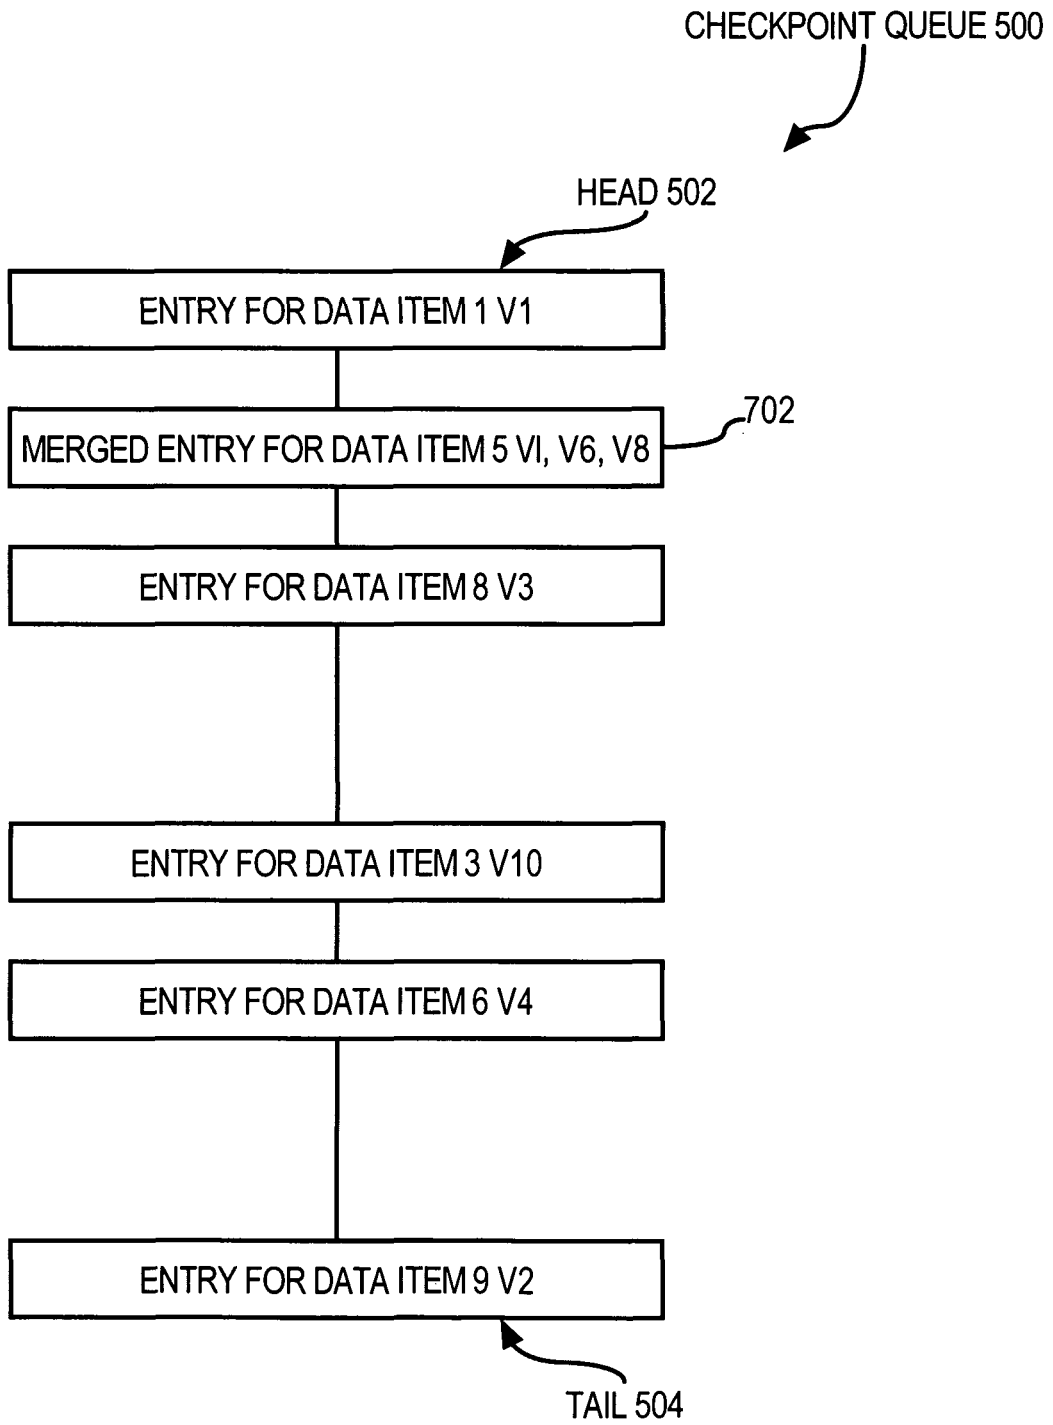 CHECKPOINT QUEUE 500
HEAD 502
ENTRY FOR DATA ITEM 1 V1
702
MERGED ENTRY FOR DATA ITEM 5 VI, V6, V8
ENTRY FOR DATA ITEM 8 V3
ENTRY FOR DATA ITEM 3 V10
ENTRY FOR DATA ITEM 6 V4
ENTRY FOR DATA ITEM 9 V2
TAIL 504